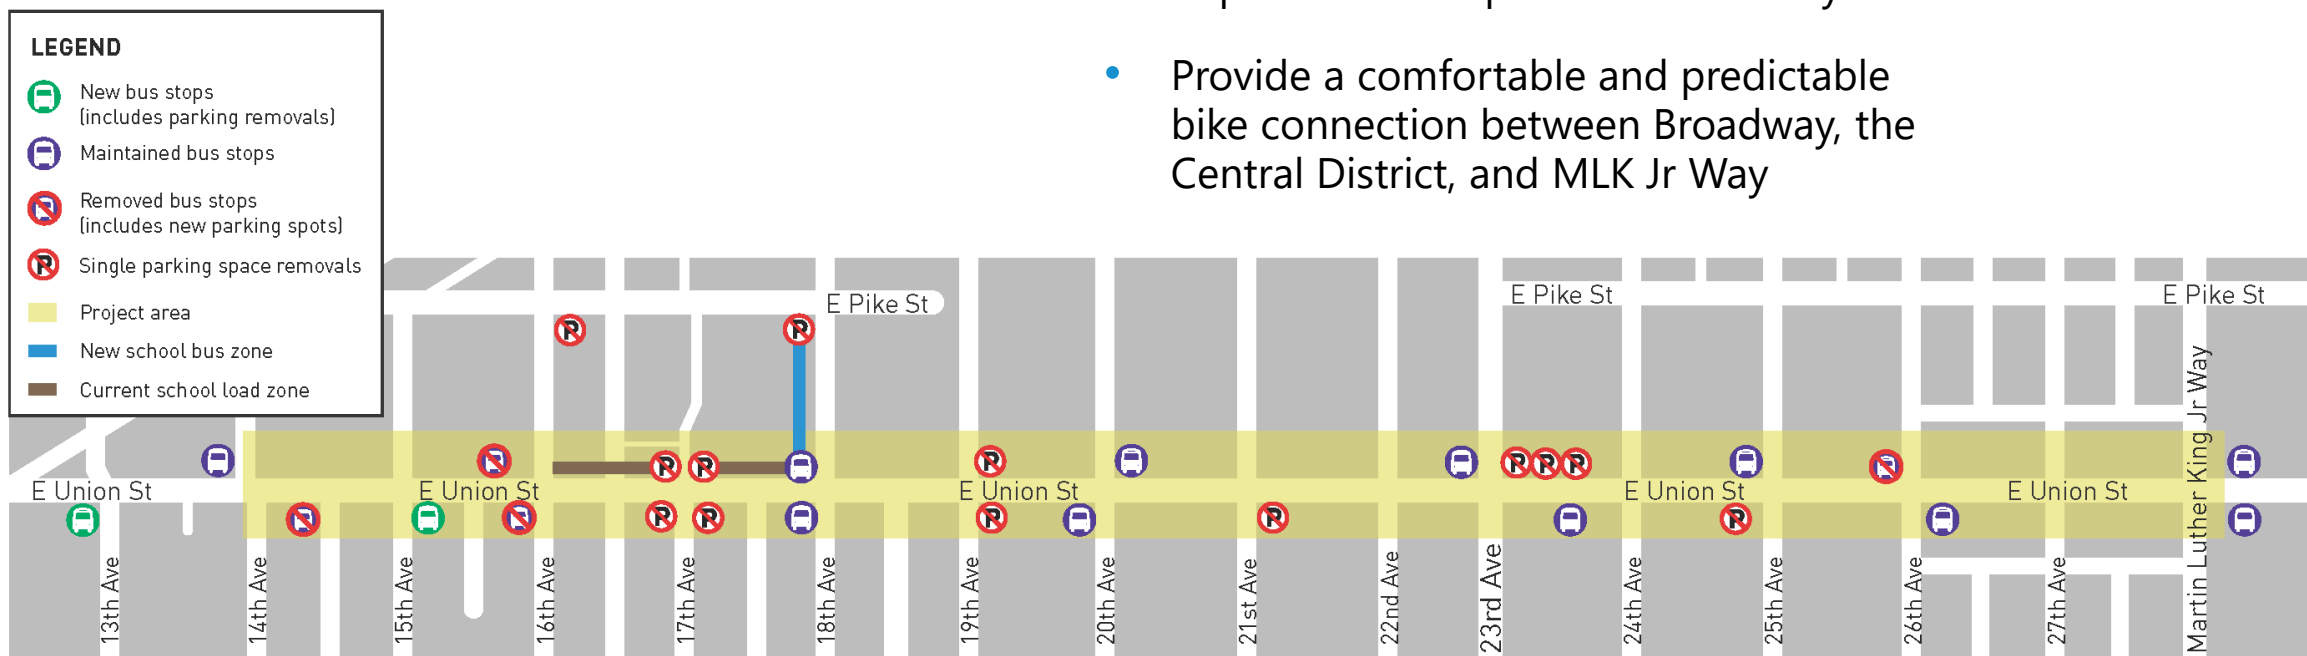 LEGEND
New bus stops
(includes parking removals)
Maintained bus stops
Removed bus stops
(includes new parking spots)
Single parking space removals
Project area
New school bus zone
Current school load zone
• Provide a comfortable and predictable
bike connection between Broadway, the
Central District, and MLK Jr Way
E Pike St
E Pike St
E Pike St
E Union St
E Union St
E Union St
E Union St
E Union St
13th Ave
14th Ave
15th Ave
16th Ave
17th Ave
18th Ave
19th Ave
20th Ave
21st Ave
22nd Ave
23rd Ave
24th Ave
25th Ave
26th Ave
27th Ave
Martin Luther King Jr Way